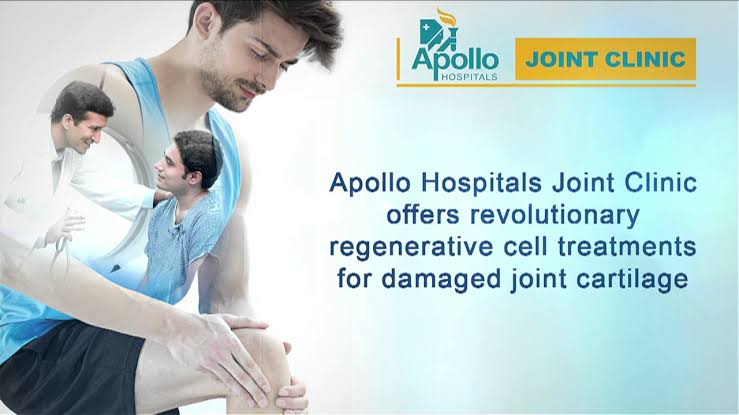 Apollo
HOSPITALS
JOINT CLINIC
Apollo Hospitals Joint Clinic
offers revolutionary
regenerative cell treatments
for damaged joint cartilage